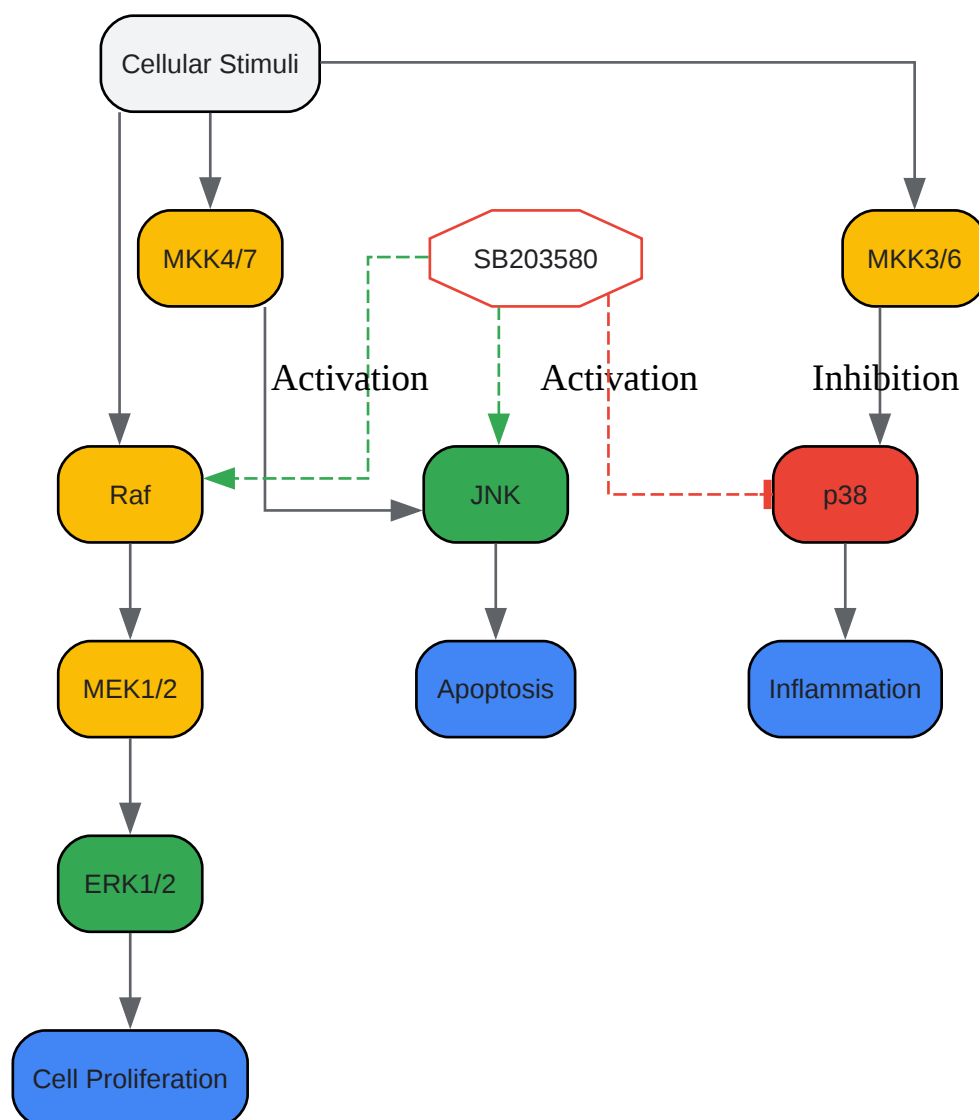 Cellular Stimuli
MKK4/7
SB203580
MKK3/6
Activation
Activation
Inhibition
Raf
JNK
p38
MEK1/2
Apoptosis
Inflammation
ERK1/2
Cell Proliferation